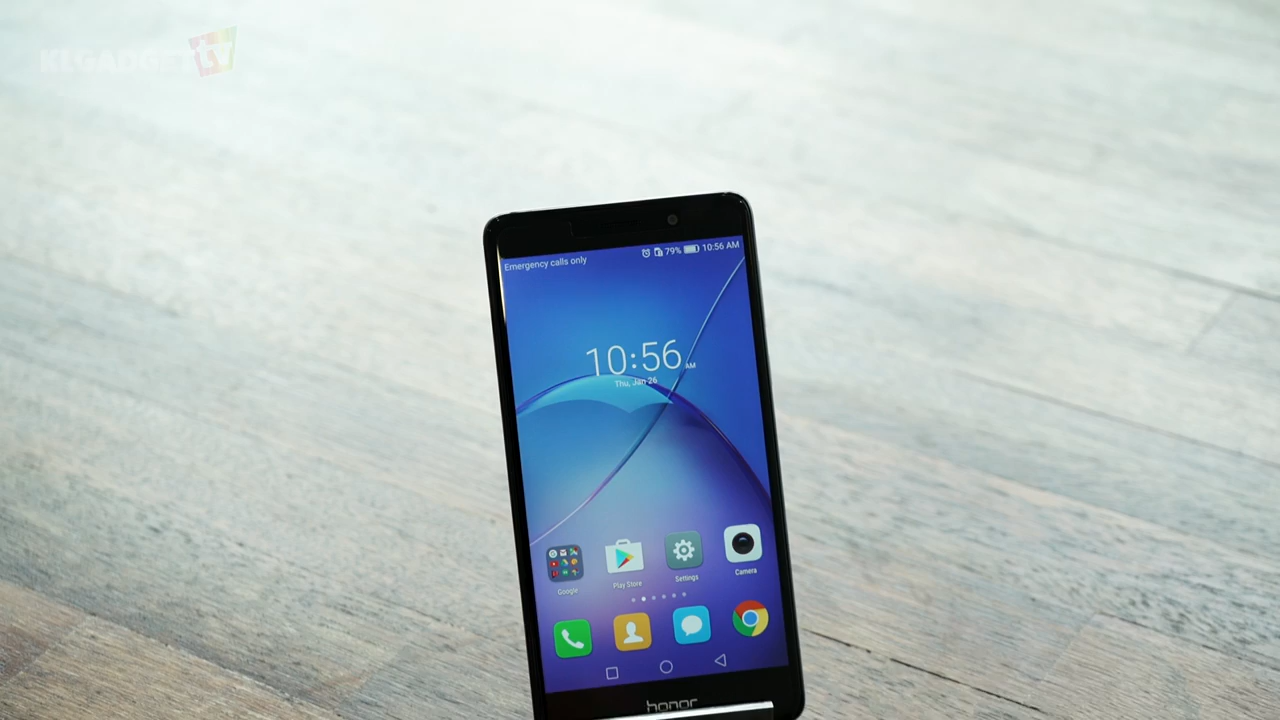 KLGADGETTV
Emergency calls only
79% 10:56 AM
10:56 AM
Thu, Jan 26
Google
Play Store
Settings
Camera
honor